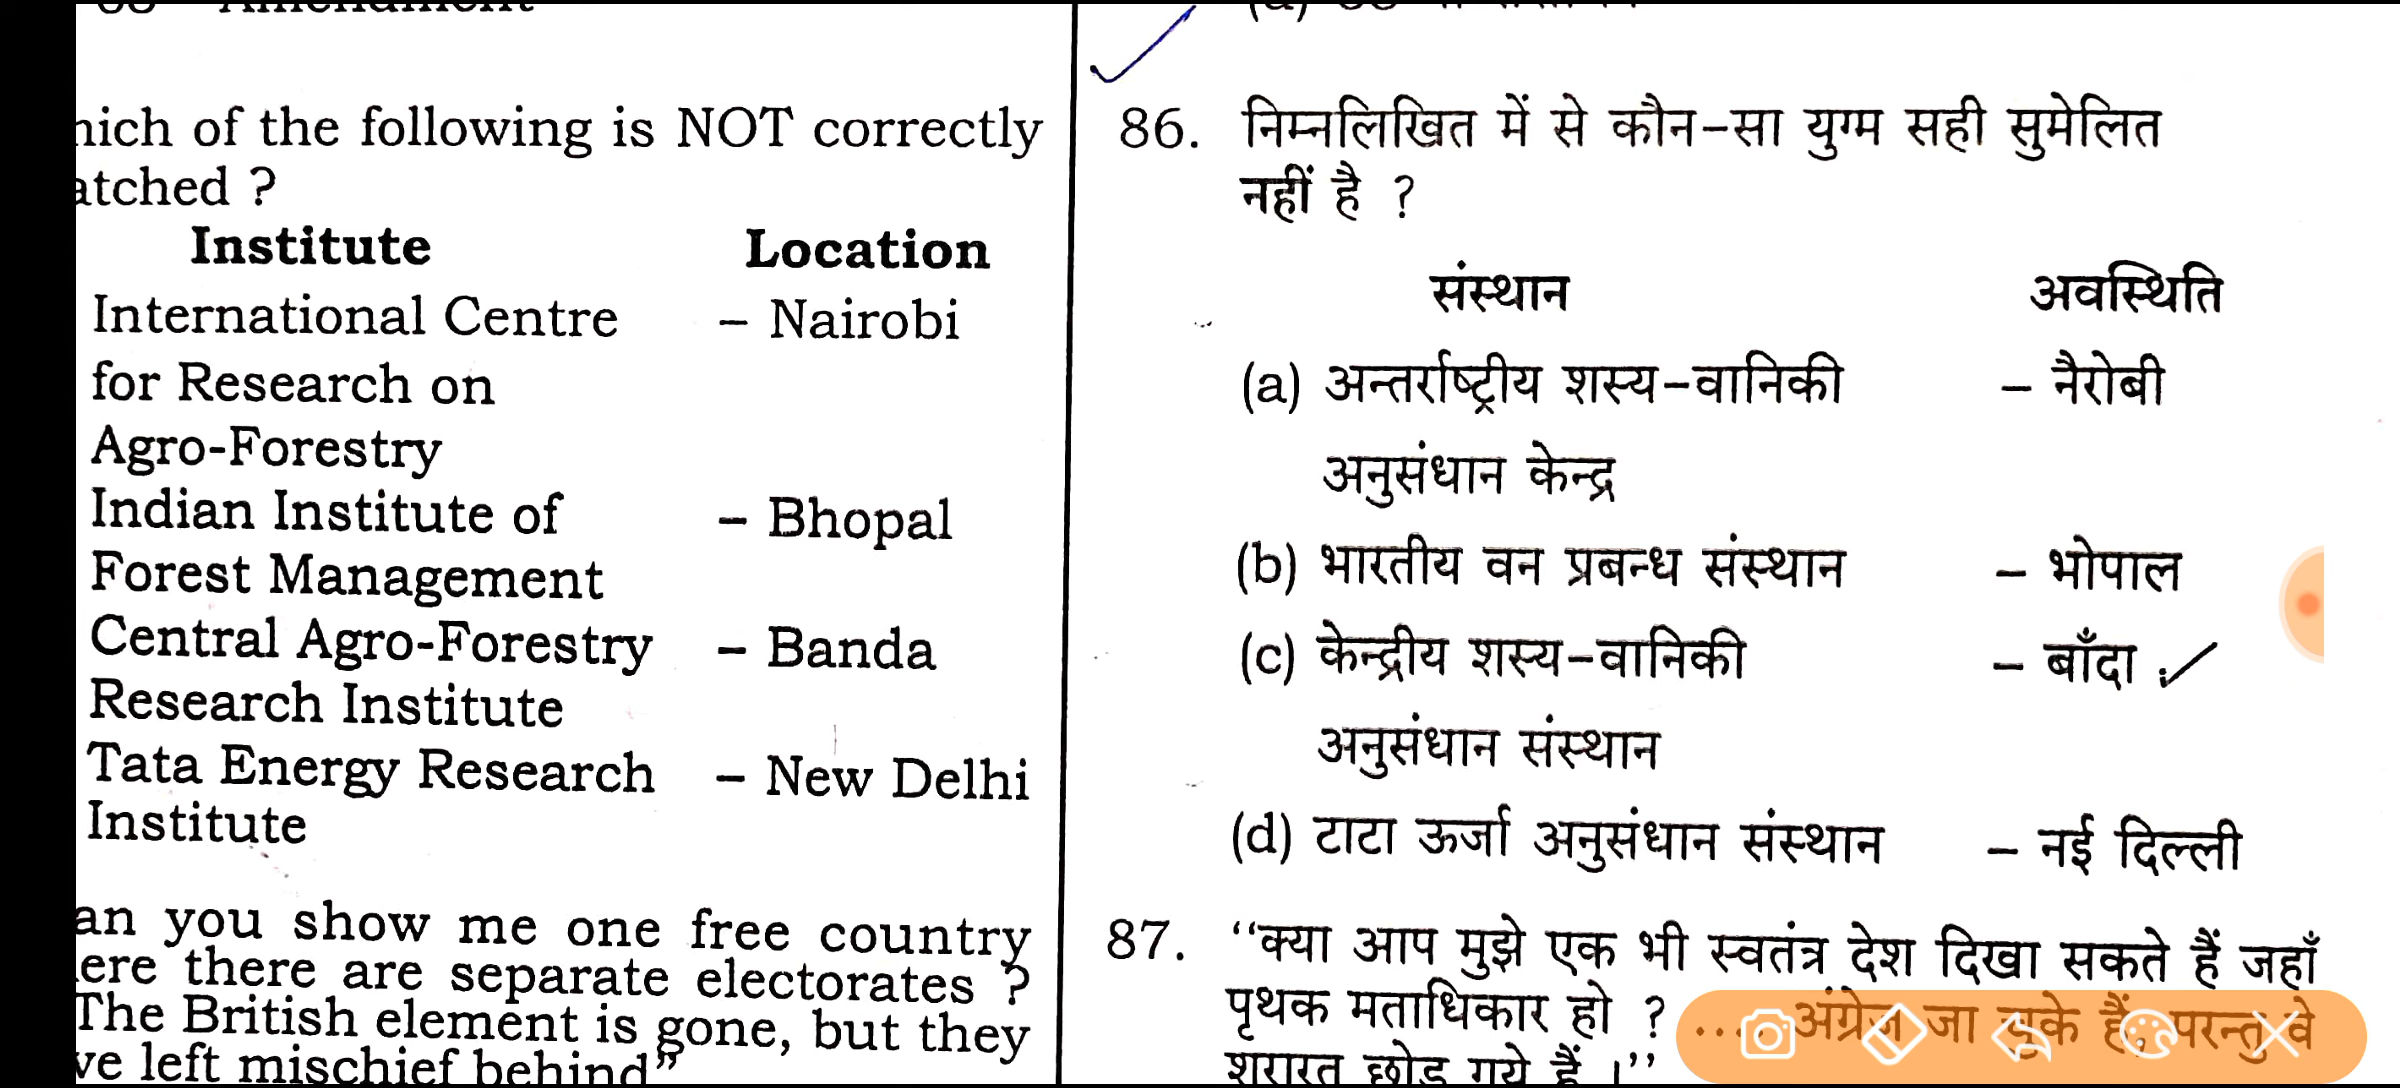 hich of the following is NOT correctly
atched ?
Institute Location
International Centre – Nairobi
for Research on
Agro-Forestry
Indian Institute of – Bhopal
Forest Management
Central Agro-Forestry – Banda
Research Institute
Tata Energy Research – New Delhi
Institute
an you show me one free country
ere there are separate electorates ?
The British element is gone, but they
ve left mischief behind”
86. निम्नलिखित में से कौन-सा युग्म सही सुमेलित
नहीं है ?
संस्थान अवस्थिति
(a) अन्तर्राष्ट्रीय शस्य-वानिकी – नैरोबी
अनुसंधान केन्द्र
(b) भारतीय वन प्रबन्ध संस्थान – भोपाल
(c) केन्द्रीय शस्य-वानिकी – बाँदा
अनुसंधान संस्थान
(d) टाटा ऊर्जा अनुसंधान संस्थान – नई दिल्ली
87. “क्या आप मुझे एक भी स्वतंत्र देश दिखा सकते हैं जहाँ
पृथक मताधिकार हो ? .... अंग्रेज जा चुके हैं, परन्तु वे
शरारत छोड़ गये हैं ।”